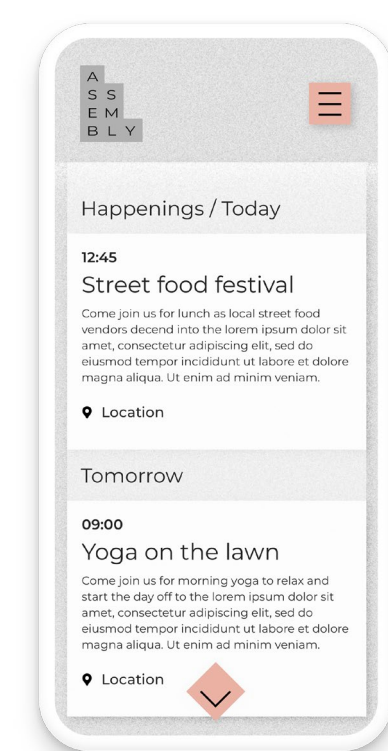 A
S S
E M
B L Y
Happenings / Today
12:45
Street food festival
Come join us for lunch as local street food
vendors decend into the lorem ipsum dolor sit
amet, consectetur adipiscing elit, sed do
eiusmod tempor incididunt ut labore et dolore
magna aliqua. Ut enim ad minim veniam.
Location
Tomorrow
09:00
Yoga on the lawn
Come join us for morning yoga to relax and
start the day off to the lorem ipsum dolor sit
amet, consectetur adipiscing elit, sed do
eiusmod tempor incididunt ut labore et dolore
magna aliqua. Ut enim ad minim veniam.
Location